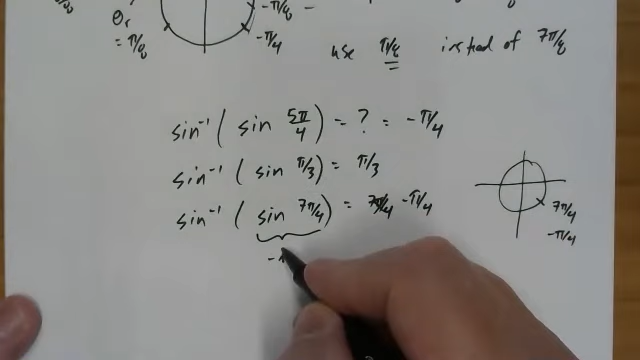 -π/8
θr
= π/8
-π/4
use π/8 instead of 7π/8
sin⁻¹ ( sin 5π/4 ) = ? = -π/4
sin⁻¹ ( sin π/3 ) = π/3
sin⁻¹ ( sin 7π/4 ) = 7π/4 -π/4
7π/4
-π/4